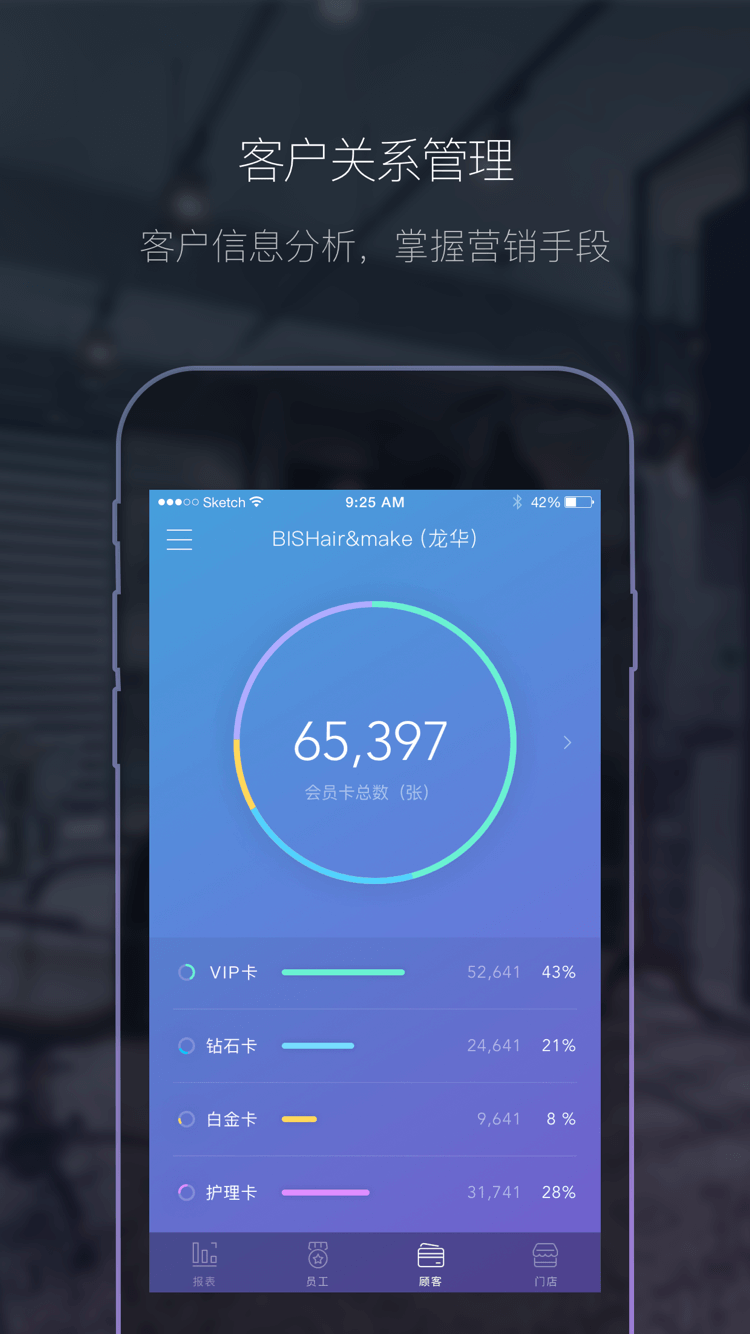 客户关系管理
客户信息分析，掌握营销手段
Sketch 9:25 AM 42%
BISHair&make (龙华)
65,397
会员卡总数（张）
VIP卡 52,641 43%
钻石卡 24,641 21%
白金卡 9,641 8 %
护理卡 31,741 28%
报表 员工 顾客 门店